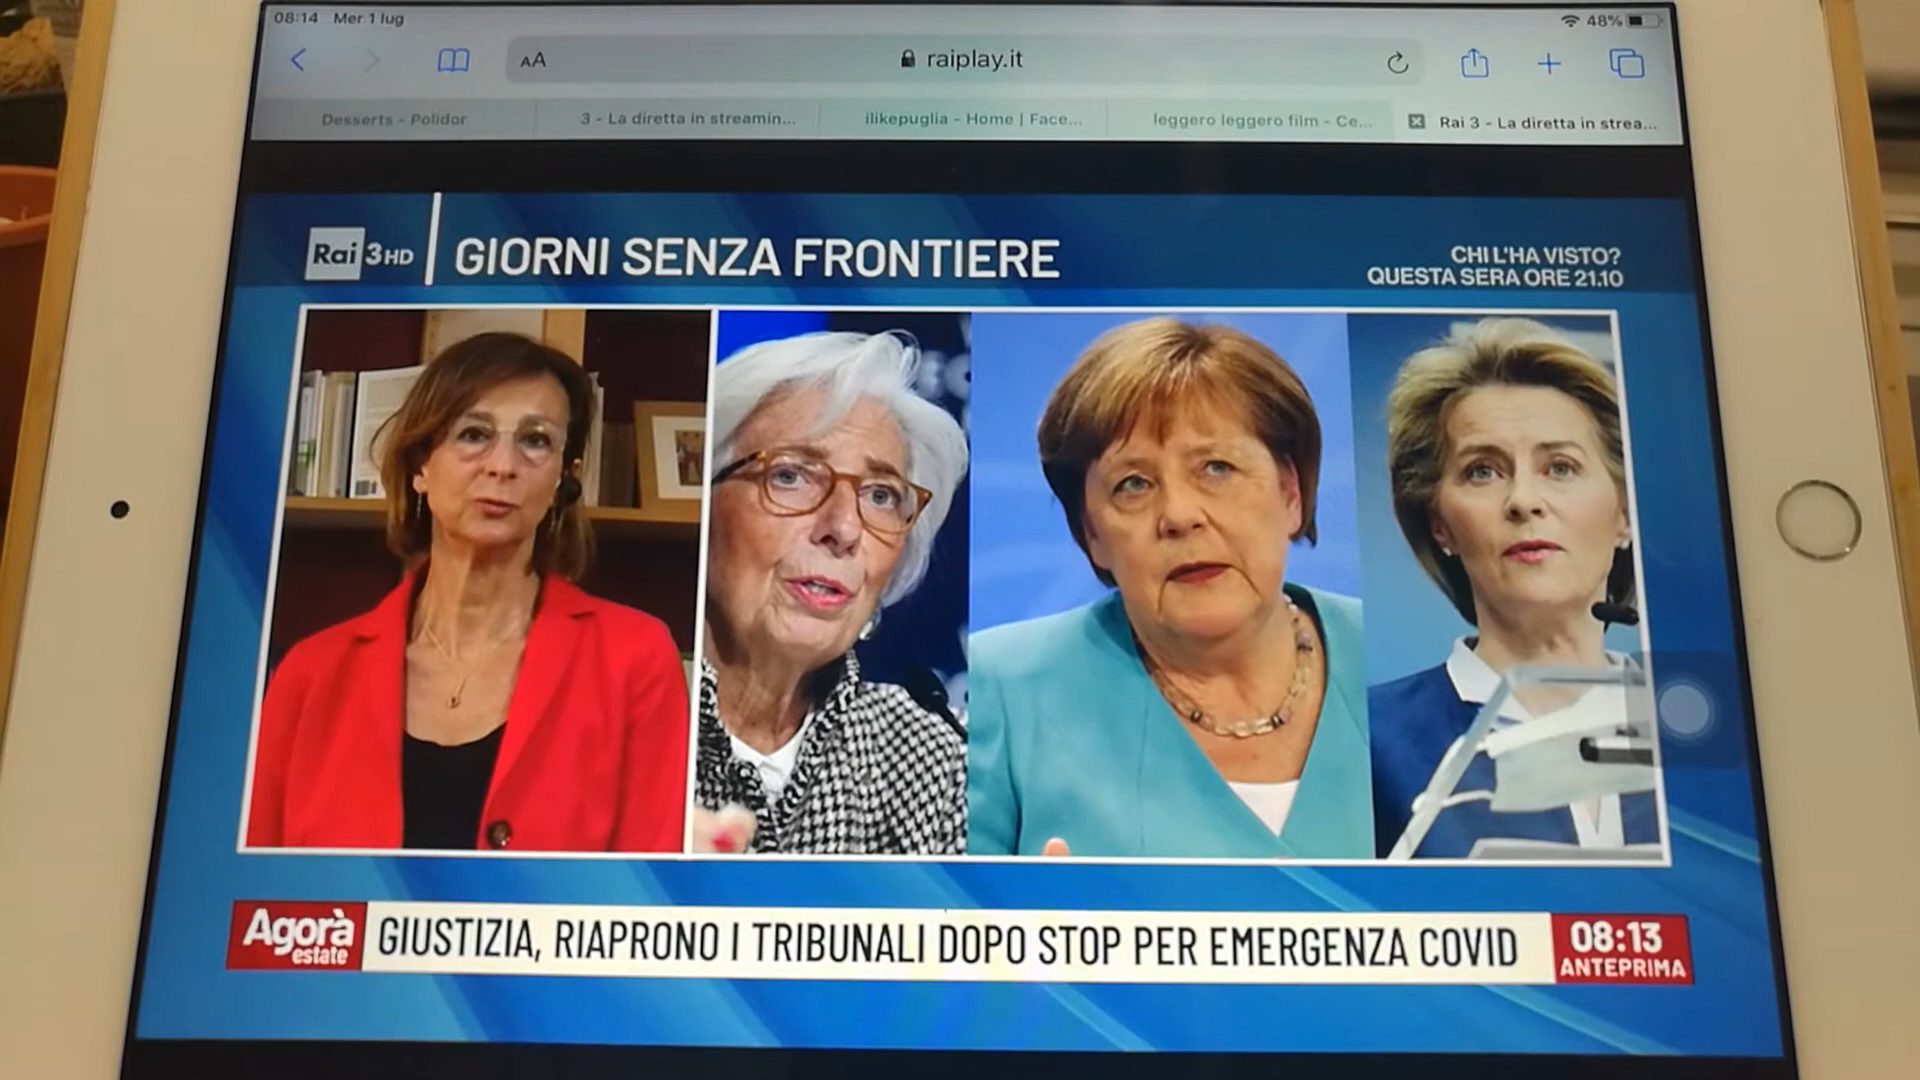 08:14 Mer 1 lug
48%
AA
raiplay.it
Desserts - Polidor
3 - La diretta in streamin...
ilikepuglia - Home | Face...
leggero leggero film - Ce...
Rai 3 - La diretta in strea...
Rai 3 HD
GIORNI SENZA FRONTIERE
CHI L'HA VISTO?
QUESTA SERA ORE 21.10
Agorà
estate
GIUSTIZIA, RIAPRONO I TRIBUNALI DOPO STOP PER EMERGENZA COVID
08:13
ANTEPRIMA